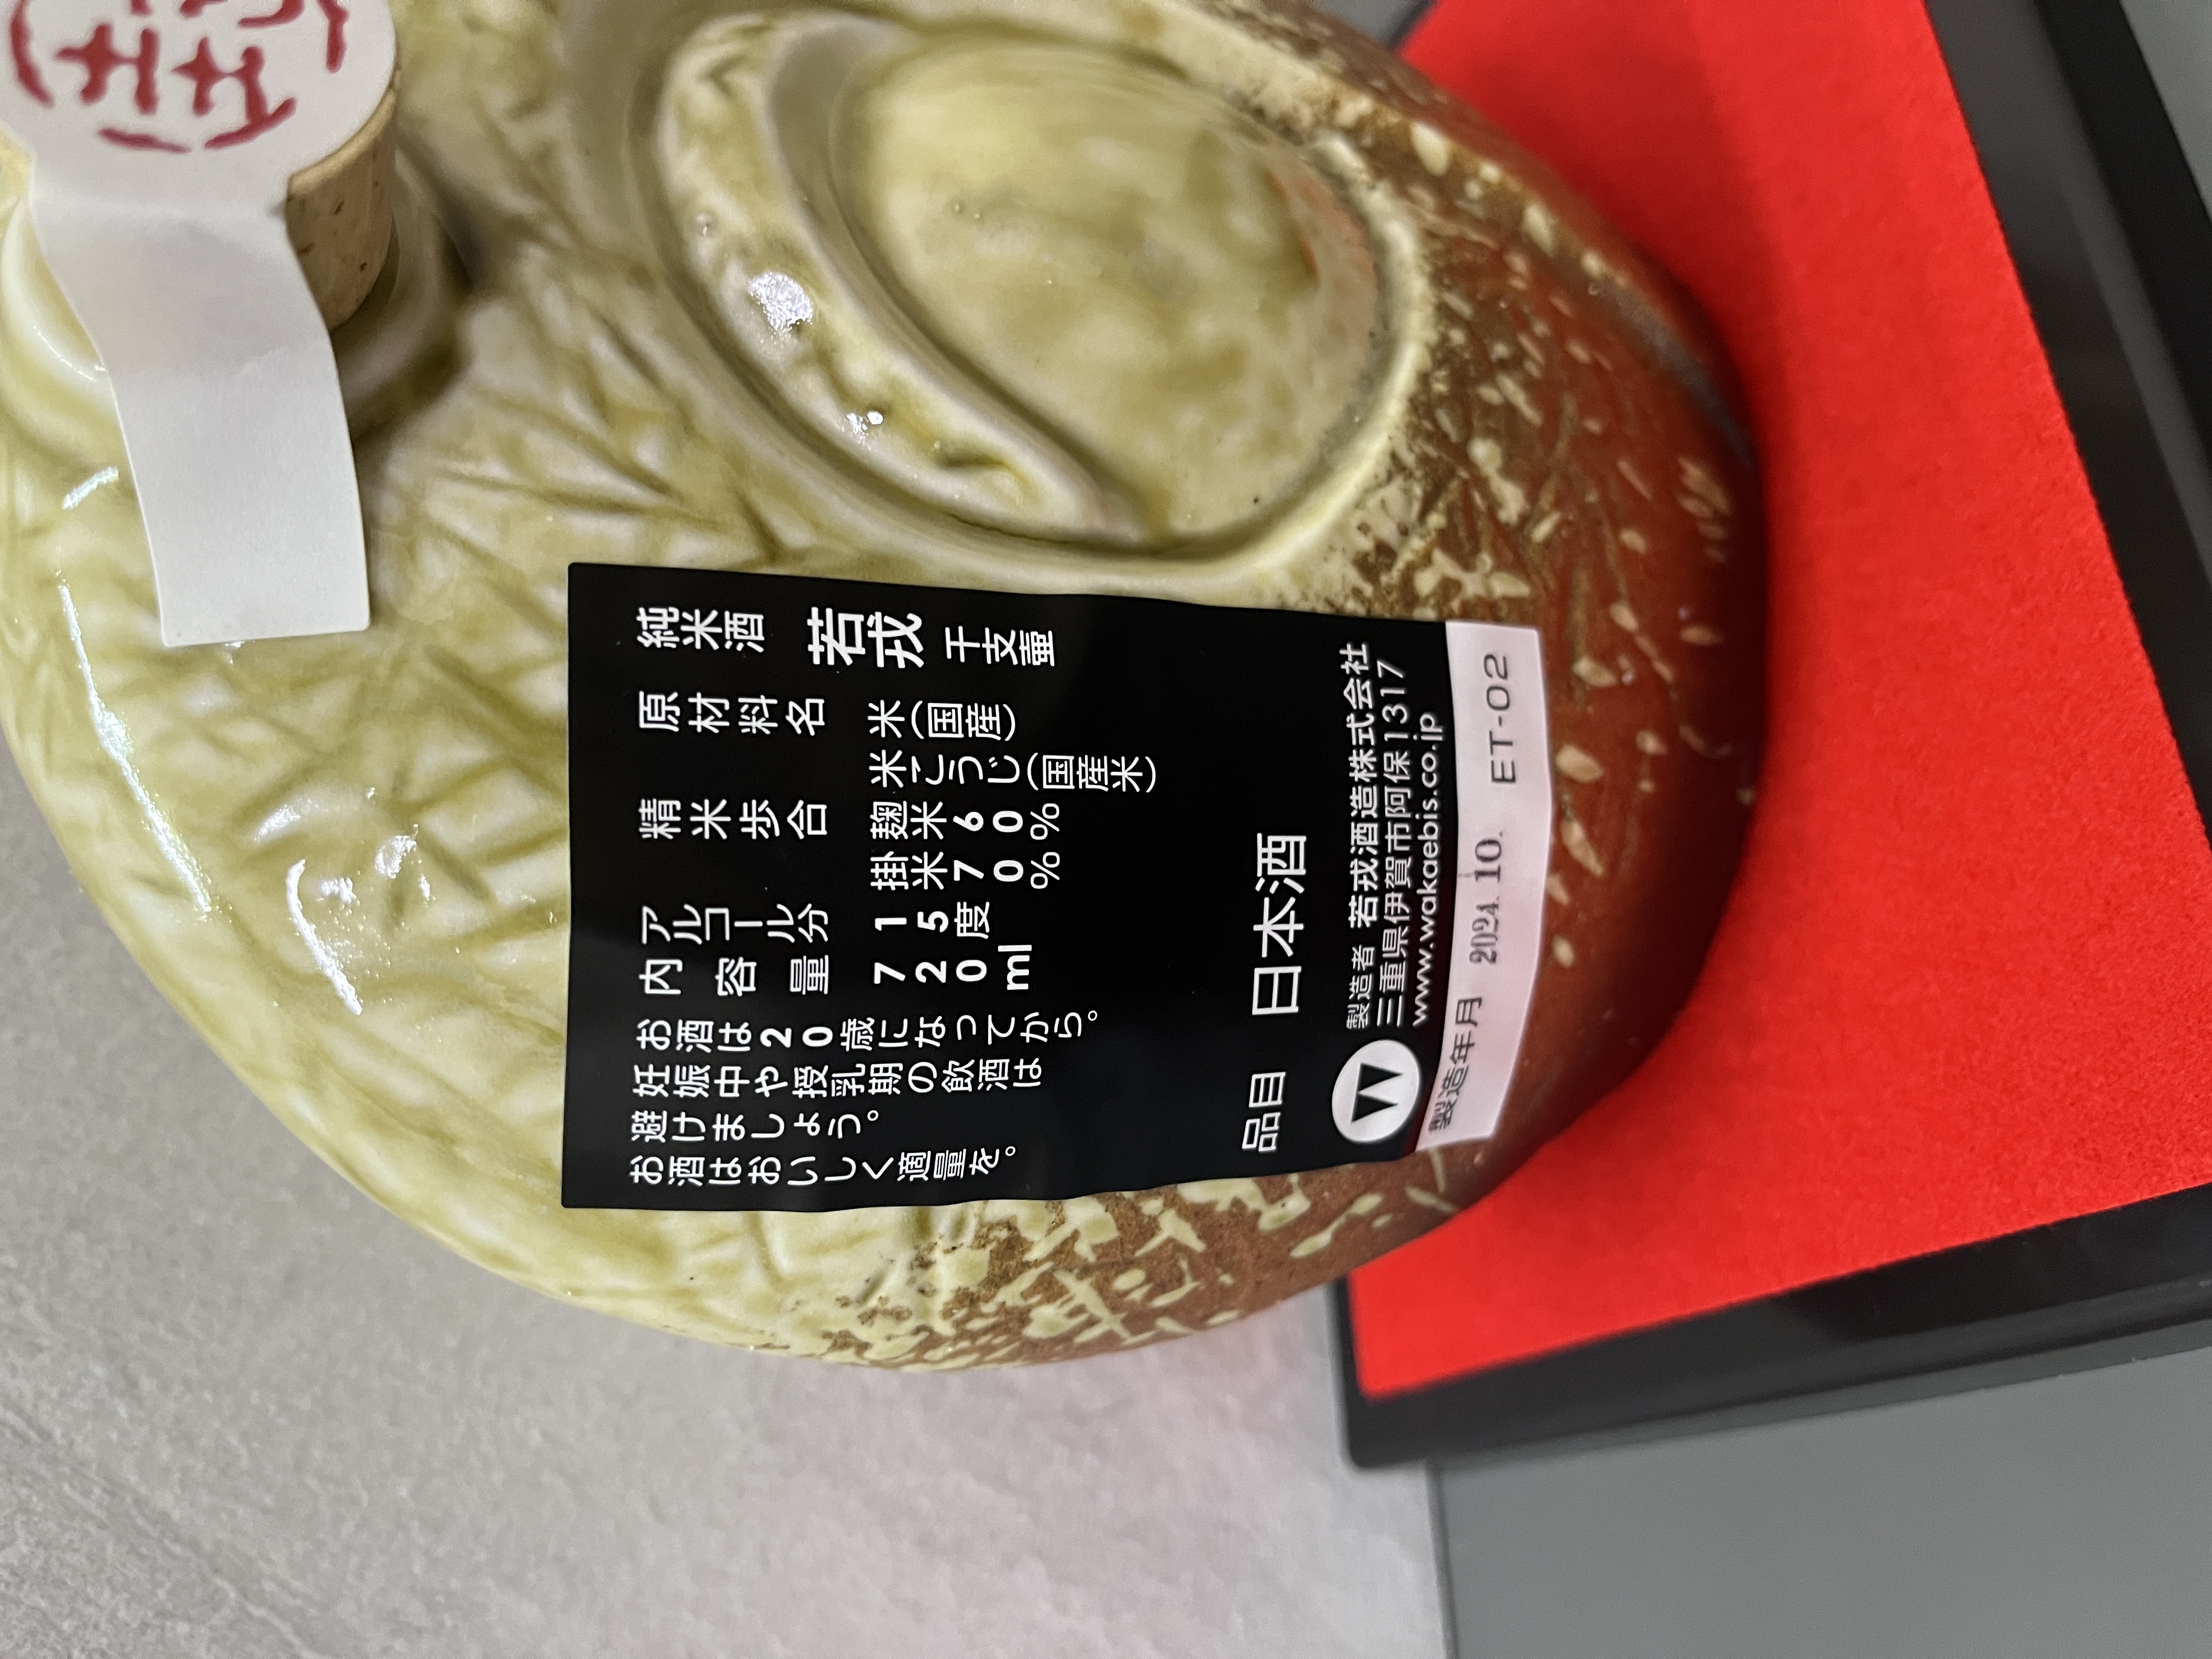 純米酒 若戎 干支薫
原材料名 米(国産)
米こうじ(国産米)
精米歩合 麹米60%
掛米70%
アルコール分 15度
内容量 720ml
お酒は20歳になってから。
妊娠中や授乳期の飲酒は
避けましょう。
お酒はおいしく適量を。
品目 日本酒
W
製造者 若戎酒造株式会社
三重県伊賀市阿保1317
www.wakaebis.co.jp
製造年月 2024.10. ET-02